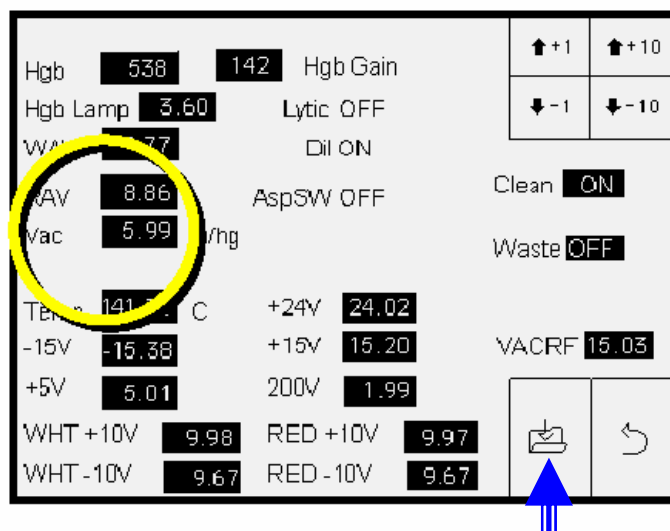 +1 +10
Hgb 538 142 Hgb Gain
Hgb Lamp 3.60 Lytic OFF -1 -10
Dil ON
8.86 AspSW OFF Clean ON
Vac 5.99 Waste OFF
C +24V 24.02
-15V -15.38 +15V 15.20 VACRF 15.03
+5V 5.01 200V 1.99
WHT +10V 9.98 RED +10V 9.97
WHT -10V 9.67 RED -10V 9.67